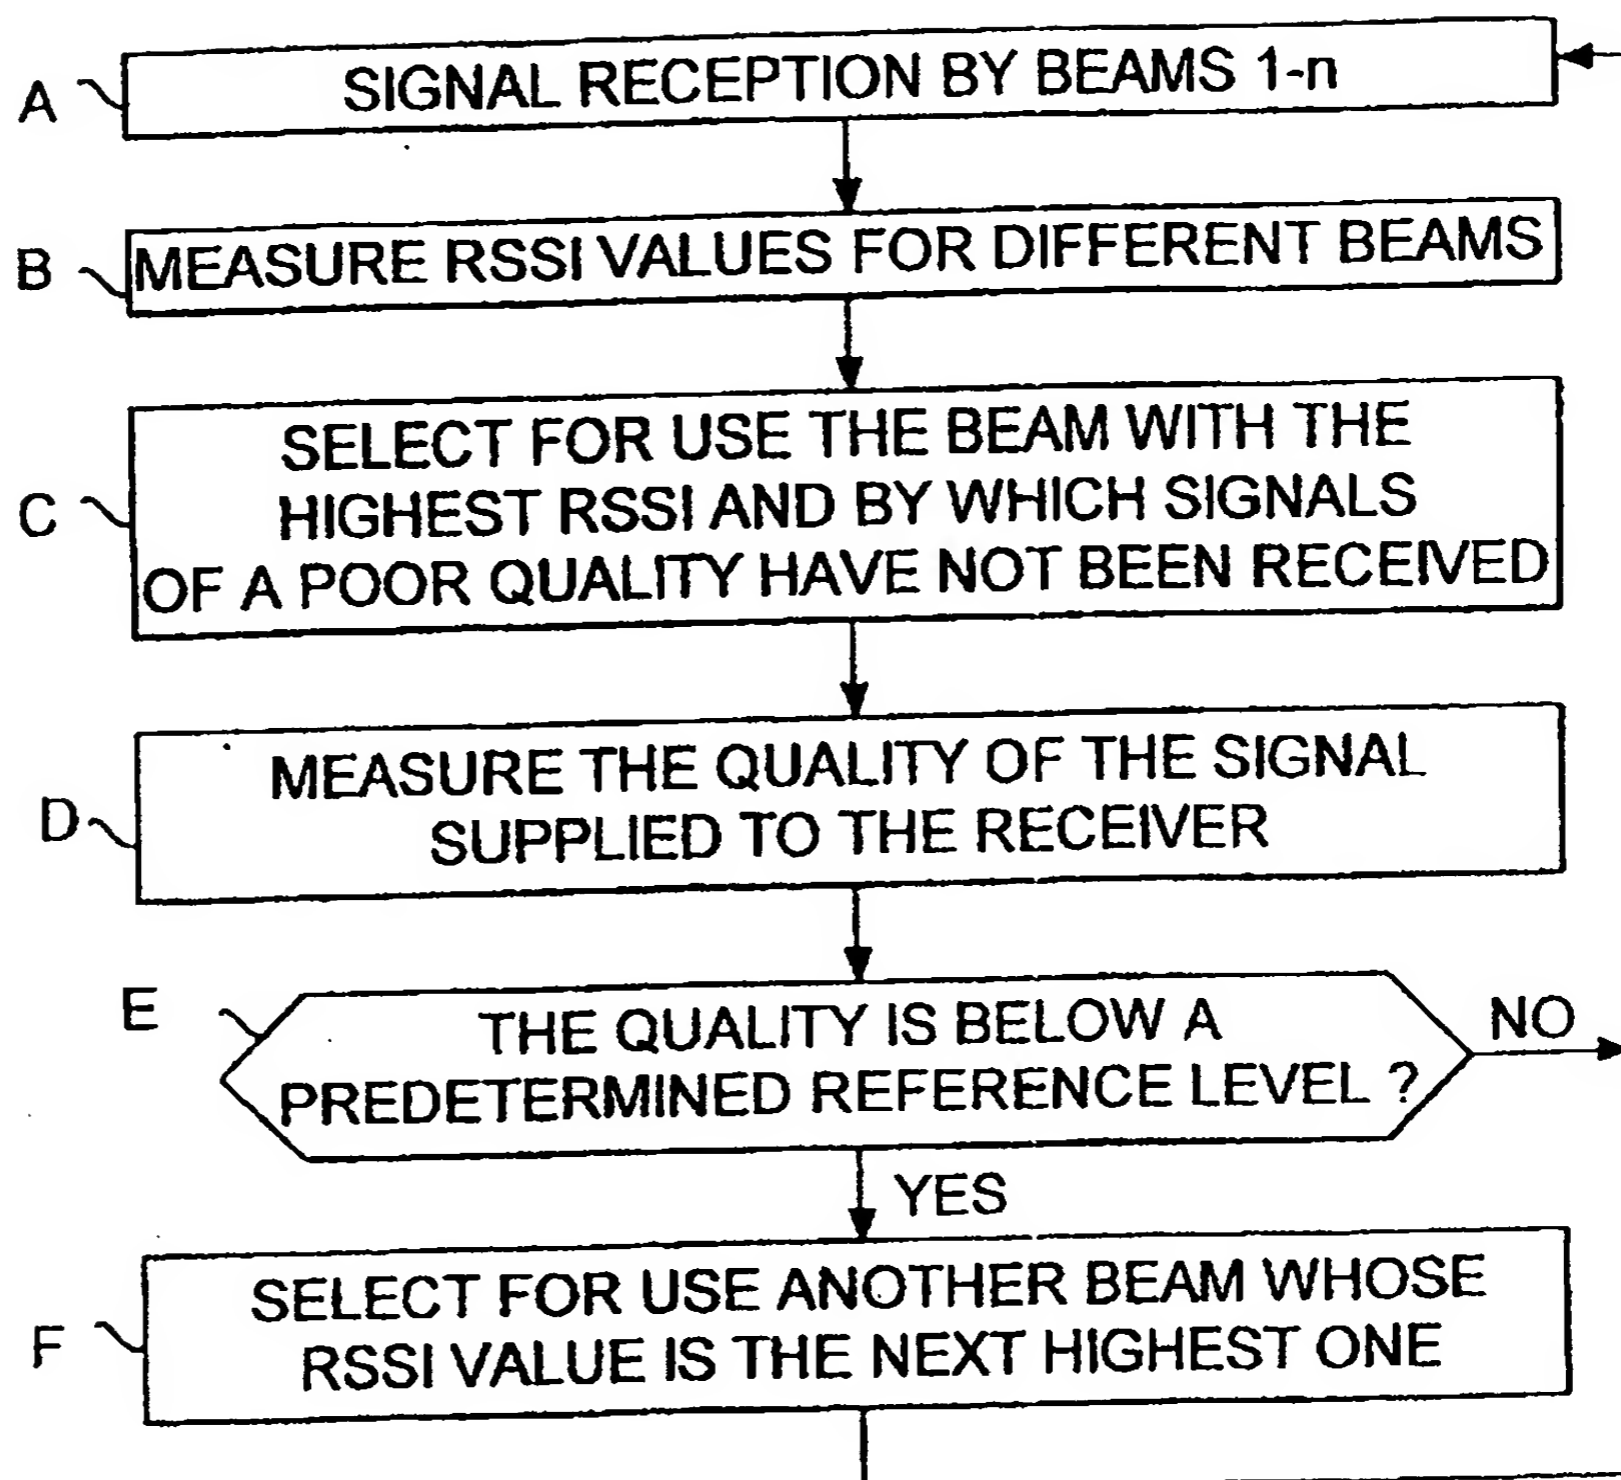 A
SIGNAL RECEPTION BY BEAMS 1-n
B
MEASURE RSSI VALUES FOR DIFFERENT BEAMS
C
SELECT FOR USE THE BEAM WITH THE
HIGHEST RSSI AND BY WHICH SIGNALS
OF A POOR QUALITY HAVE NOT BEEN RECEIVED
D
MEASURE THE QUALITY OF THE SIGNAL
SUPPLIED TO THE RECEIVER
E
THE QUALITY IS BELOW A
PREDETERMINED REFERENCE LEVEL ?
NO
YES
F
SELECT FOR USE ANOTHER BEAM WHOSE
RSSI VALUE IS THE NEXT HIGHEST ONE